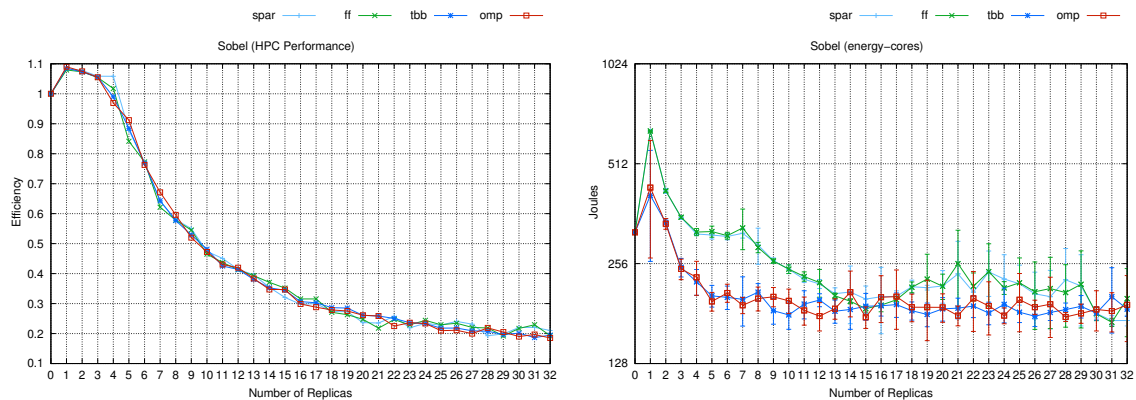 spar ff tbb omp
Sobel (HPC Performance)
1.1
1
0.9
0.8
0.7
0.6
0.5
0.4
0.3
0.2
0.1
Efficiency
0 1 2 3 4 5 6 7 8 9 10 11 12 13 14 15 16 17 18 19 20 21 22 23 24 25 26 27 28 29 30 31 32
Number of Replicas
spar ff tbb omp
Sobel (energy-cores)
1024
512
256
128
Joules
0 1 2 3 4 5 6 7 8 9 10 11 12 13 14 15 16 17 18 19 20 21 22 23 24 25 26 27 28 29 30 31 32
Number of Replicas